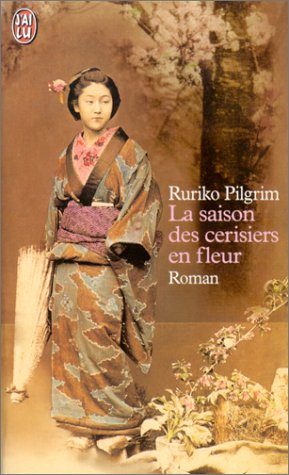 J'AI
LU
Ruriko Pilgrim
La saison
des cerisiers
en fleur
Roman